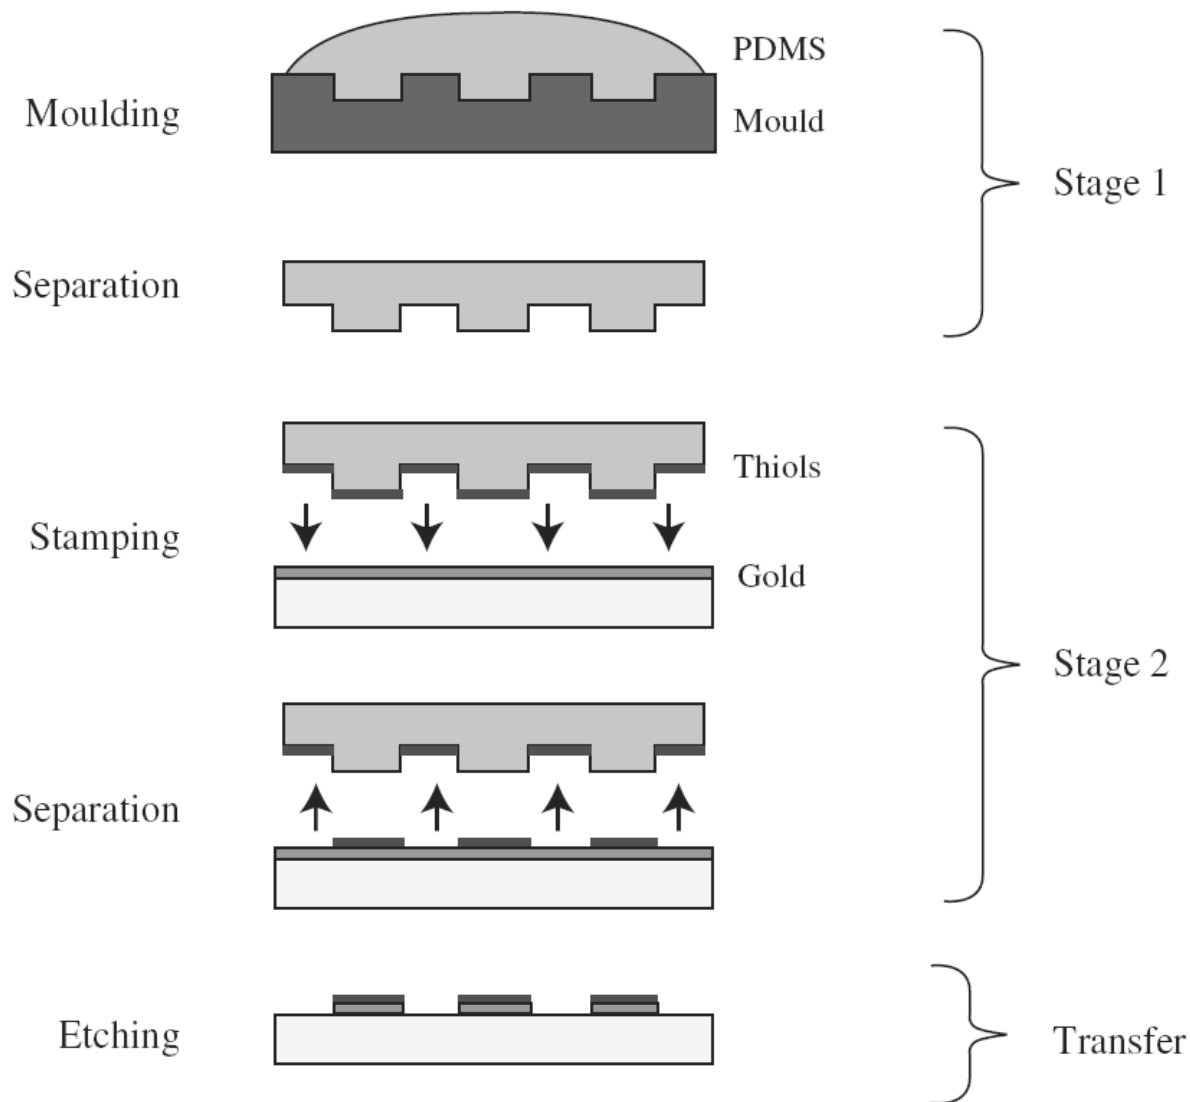 PDMS
Moulding
Mould
Stage 1
Separation
Thiols
Stamping
Gold
Stage 2
Separation
Etching
Transfer